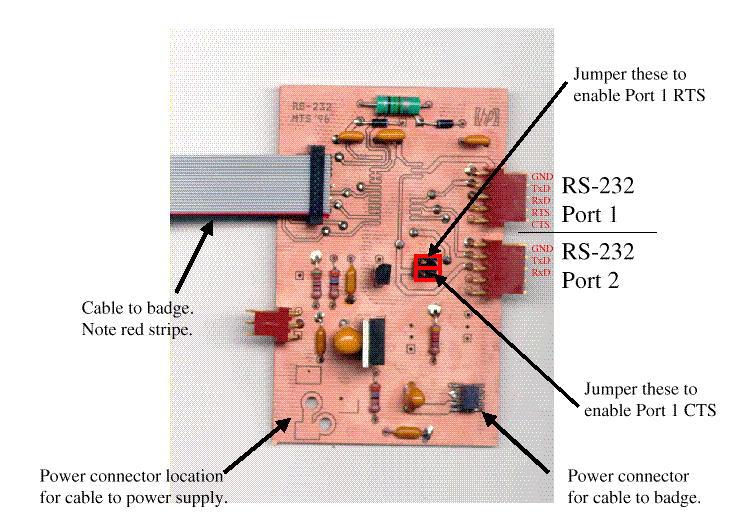 Jumper these to
enable Port 1 RTS
RS-232
MTS '96
GND
TxD
RxD
RTS
CTS
RS-232
Port 1
GND
TxD
RxD
RS-232
Port 2
Cable to badge.
Note red stripe.
Jumper these to
enable Port 1 CTS
Power connector location
for cable to power supply.
Power connector
for cable to badge.